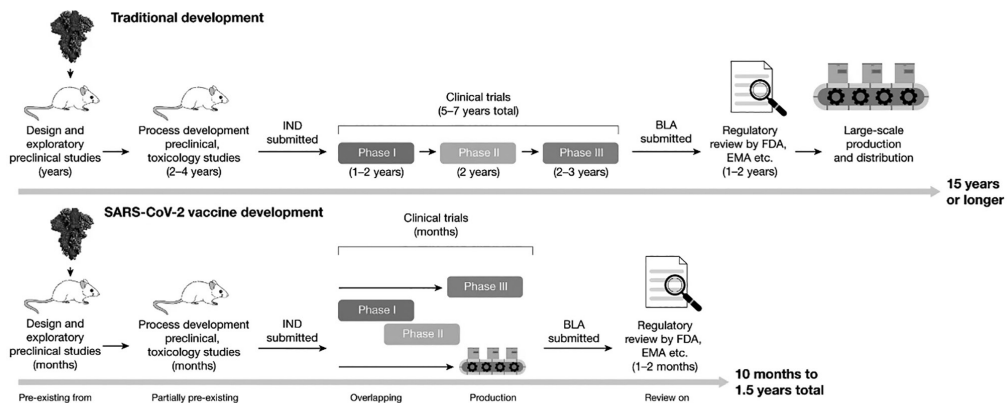 Traditional development
Clinical trials
(5–7 years total)
Design and
exploratory
preclinical studies
(years)
Process development
preclinical,
toxicology studies
(2–4 years)
IND
submitted
Phase I
(1–2 years)
Phase II
(2 years)
Phase III
(2–3 years)
BLA
submitted
Regulatory
review by FDA,
EMA etc.
(1–2 years)
Large-scale
production
and distribution
15 years
or longer
SARS-CoV-2 vaccine development
Clinical trials
(months)
Design and
exploratory
preclinical studies
(months)
Process development
preclinical,
toxicology studies
(months)
IND
submitted
Phase III
Phase I
Phase II
BLA
submitted
Regulatory
review by FDA,
EMA etc.
(1–2 months)
10 months to
1.5 years total
Pre-existing from
Partially pre-existing
Overlapping
Production
Review on